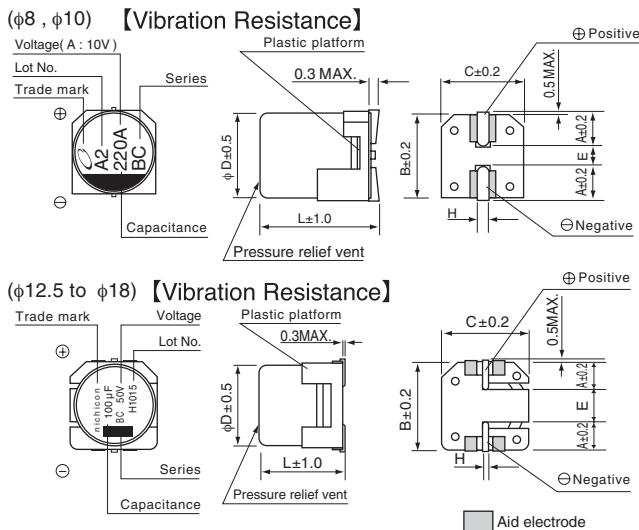 (φ8 , φ10) 【Vibration Resistance】
Voltage( A : 10V )
Lot No.
Trade mark
Series
⊕
⊖
A2
220A
BC
Capacitance
Plastic platform
0.3 MAX.
φD±0.5
L±1.0
Pressure relief vent
⊕ Positive
C±0.2
0.5 MAX.
B±0.2
A±0.2
E
A±0.2
H
⊖ Negative
(φ12.5 to φ18) 【Vibration Resistance】
Trade mark
Voltage
Lot No.
⊕
⊖
nichicon
100μF
BC 50V
H1015
Series
Capacitance
Plastic platform
0.3MAX.
φD±0.5
L±1.0
Pressure relief vent
⊕ Positive
C±0.2
0.5MAX.
B±0.2
A±0.2
E
A±0.2
H
⊖ Negative
Aid electrode